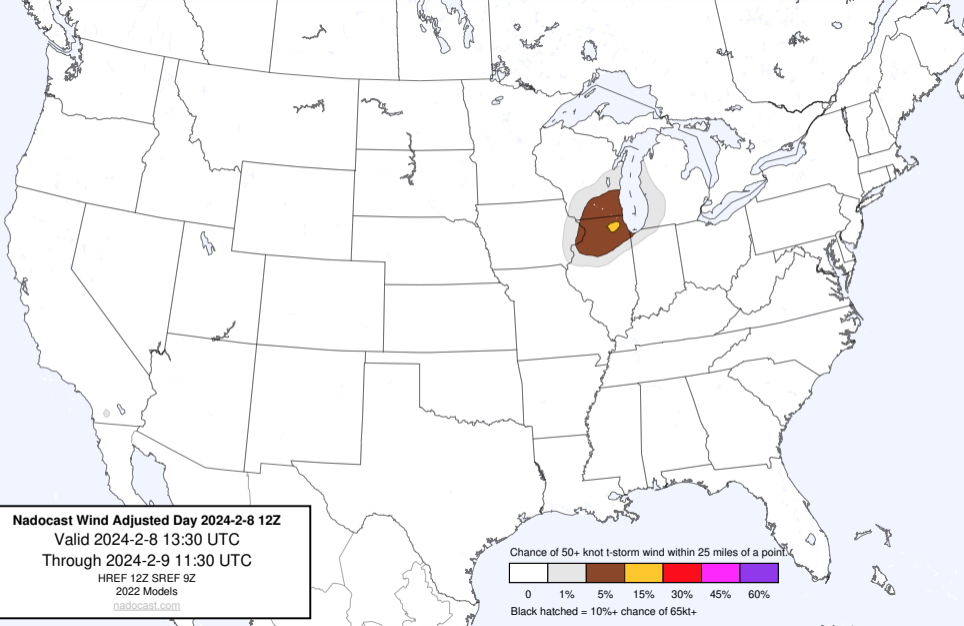 Nadocast Wind Adjusted Day 2024-2-8 12Z
Valid 2024-2-8 13:30 UTC
Through 2024-2-9 11:30 UTC
HREF 12Z SREF 9Z
2022 Models
nadocast.com
Chance of 50+ knot t-storm wind within 25 miles of a point.
0 1% 5% 15% 30% 45% 60%
Black hatched = 10%+ chance of 65kt+